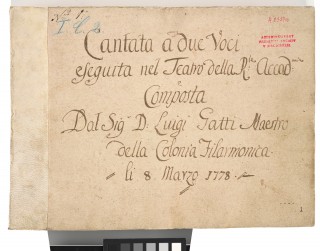 Cantata a due Voci
eseguita nel Teatro della R.le Accad
Composta
Dal Sig.r D: Luigi Gatti Maestro
della Colonia Filarmonica
li 8 Marzo 1778